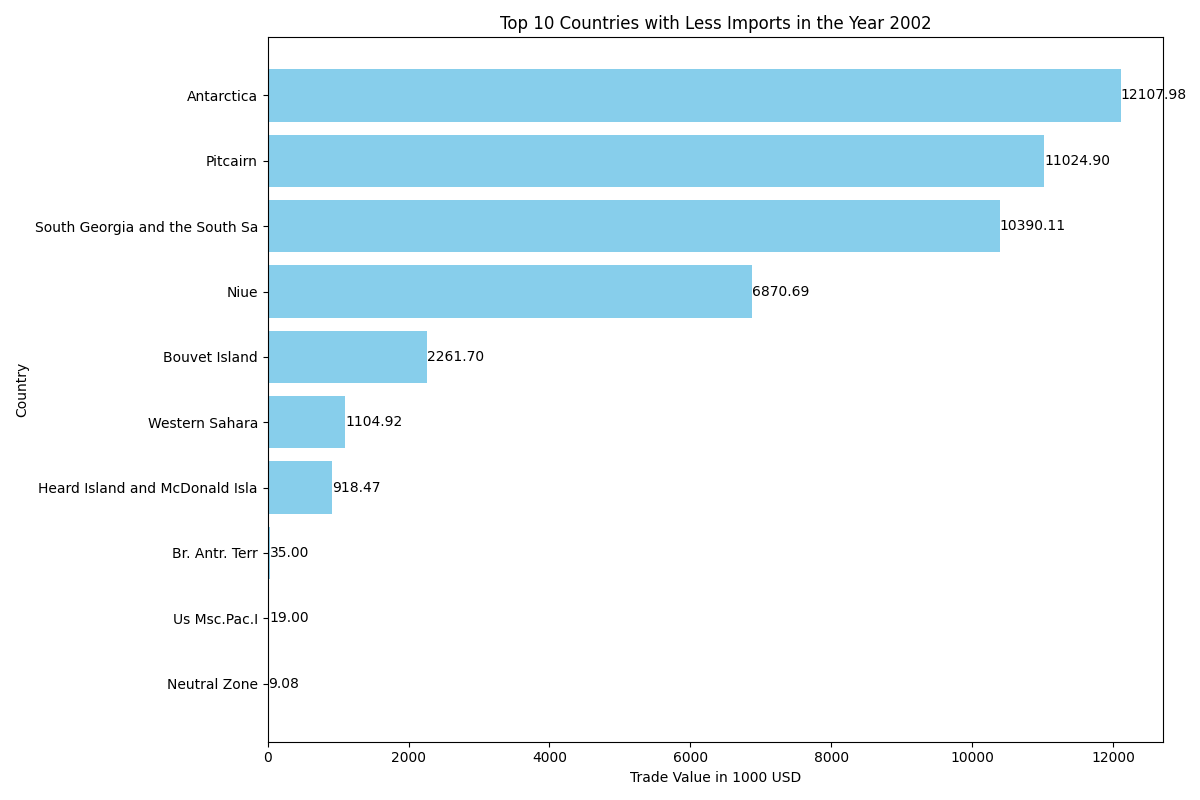 Top 10 Countries with Less Imports in the Year 2002
Country
Antarctica 12107.98
Pitcairn 11024.90
South Georgia and the South Sa 10390.11
Niue 6870.69
Bouvet Island 2261.70
Western Sahara 1104.92
Heard Island and McDonald Isla 918.47
Br. Antr. Terr 35.00
Us Msc.Pac.I 19.00
Neutral Zone 9.08
0 2000 4000 6000 8000 10000 12000
Trade Value in 1000 USD